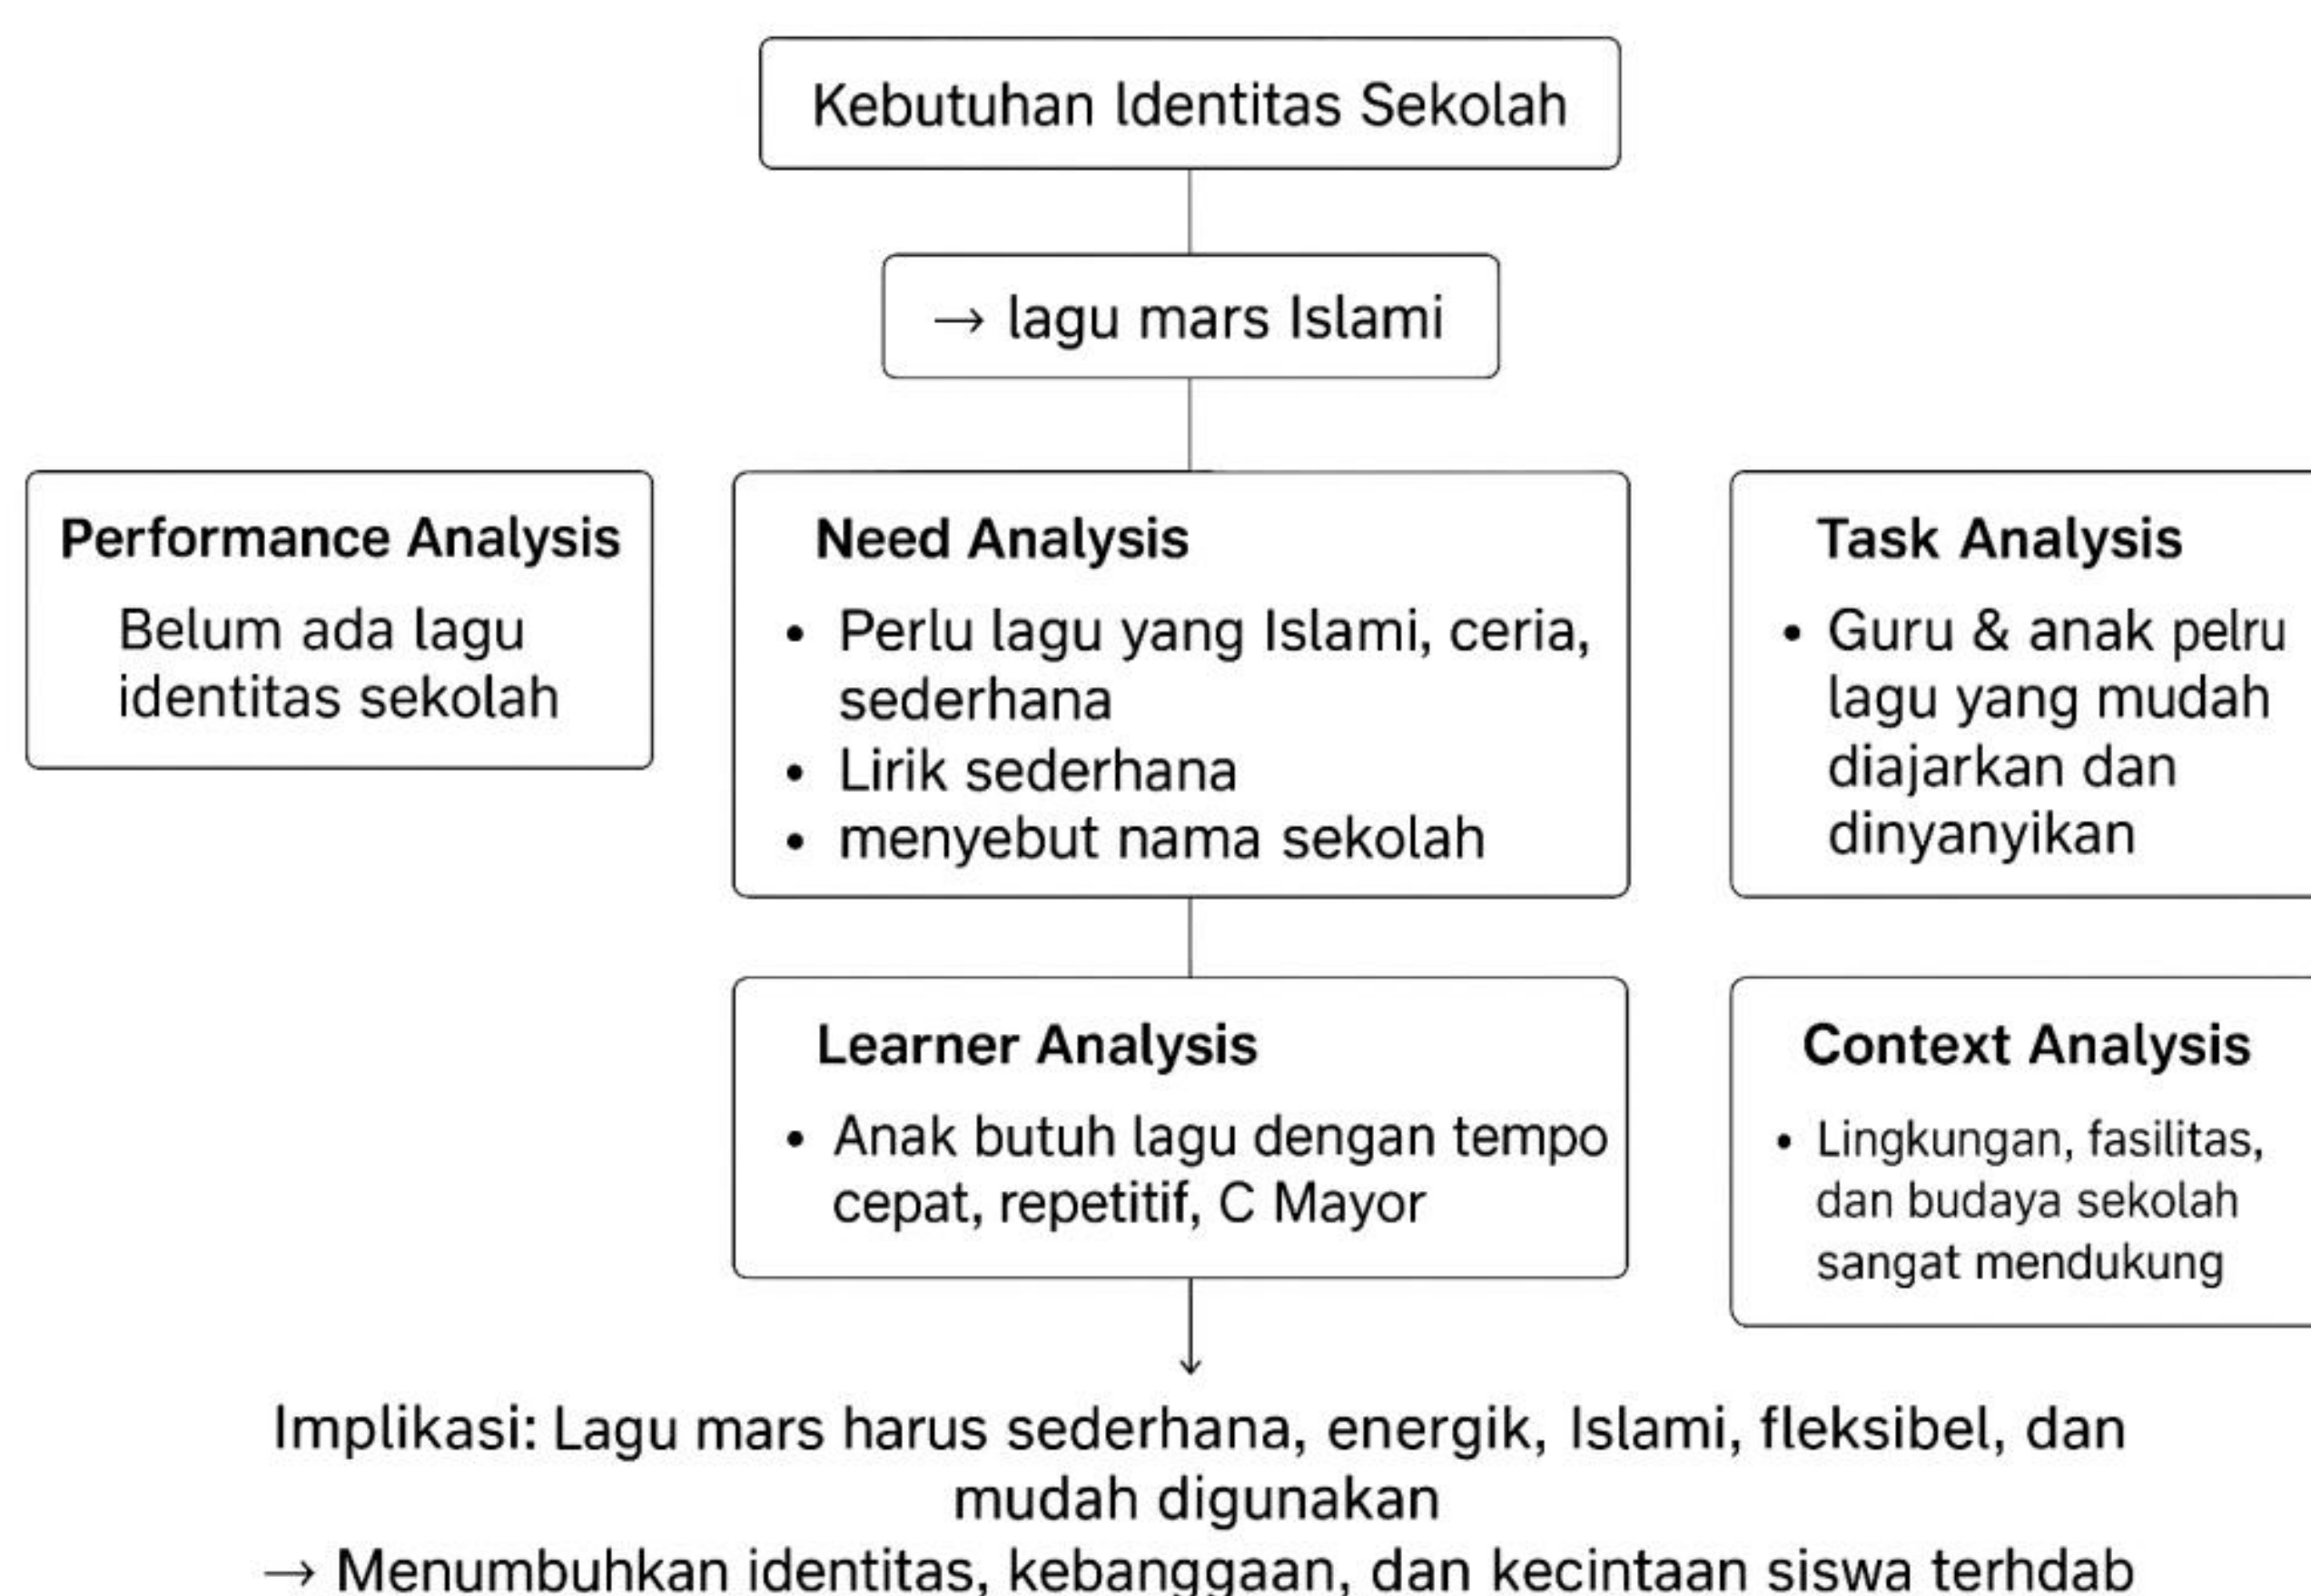 Kebutuhan Identitas Sekolah
→ lagu mars Islami
Performance Analysis
Belum ada lagu
identitas sekolah
Need Analysis
• Perlu lagu yang Islami, ceria,
sederhana
• Lirik sederhana
• menyebut nama sekolah
Task Analysis
• Guru & anak pelru
lagu yang mudah
diajarkan dan
dinyanyikan
Learner Analysis
• Anak butuh lagu dengan tempo
cepat, repetitif, C Mayor
Context Analysis
• Lingkungan, fasilitas,
dan budaya sekolah
sangat mendukung
Implikasi: Lagu mars harus sederhana, energik, Islami, fleksibel, dan
mudah digunakan
→ Menumbuhkan identitas, kebanggaan, dan kecintaan siswa terhdab